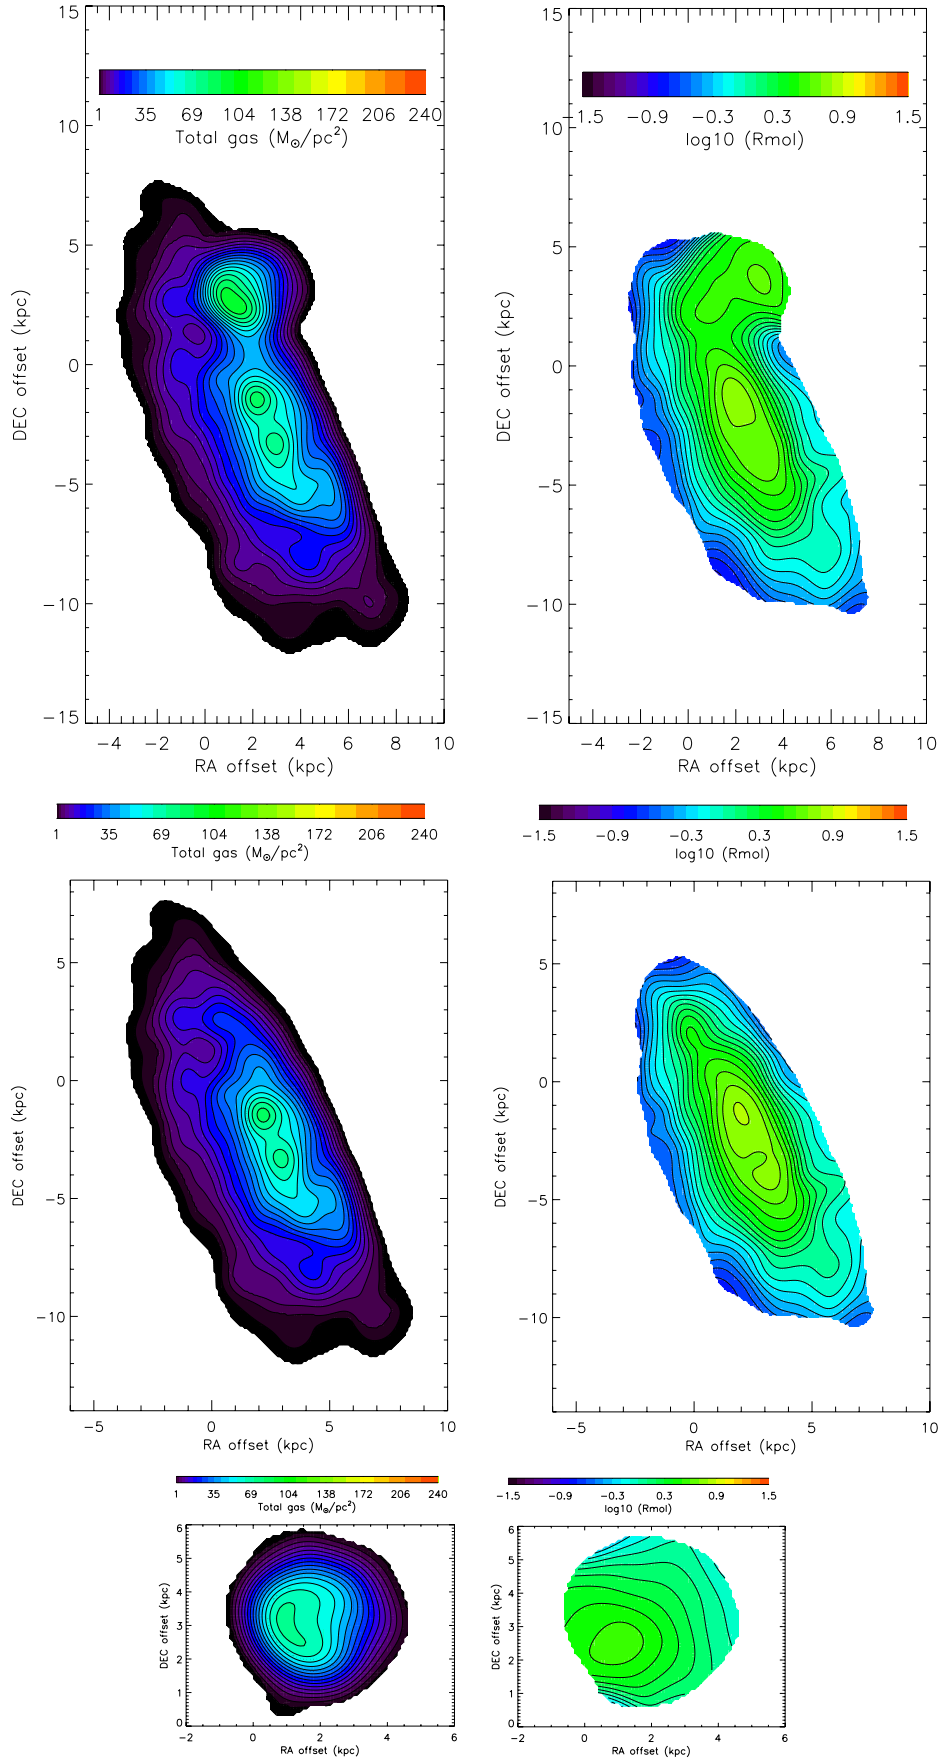 15
10
5
0
−5
−10
−15
DEC offset (kpc)
1 35 69 104 138 172 206 240
Total gas (M⊙/pc²)
−4 −2 0 2 4 6 8 10
RA offset (kpc)
15
10
5
0
−5
−10
−15
DEC offset (kpc)
−1.5 −0.9 −0.3 0.3 0.9 1.5
log10 (Rmol)
−4 −2 0 2 4 6 8 10
RA offset (kpc)
1 35 69 104 138 172 206 240
Total gas (M⊙/pc²)
5
0
−5
−10
DEC offset (kpc)
−5 0 5 10
RA offset (kpc)
−1.5 −0.9 −0.3 0.3 0.9 1.5
log10 (Rmol)
5
0
−5
−10
DEC offset (kpc)
−5 0 5 10
RA offset (kpc)
1 35 69 104 138 172 206 240
Total gas (M⊙/pc²)
6
5
4
3
2
1
0
DEC offset (kpc)
−2 0 2 4 6
RA offset (kpc)
−1.5 −0.9 −0.3 0.3 0.9 1.5
log10 (Rmol)
6
5
4
3
2
1
0
DEC offset (kpc)
−2 0 2 4 6
RA offset (kpc)